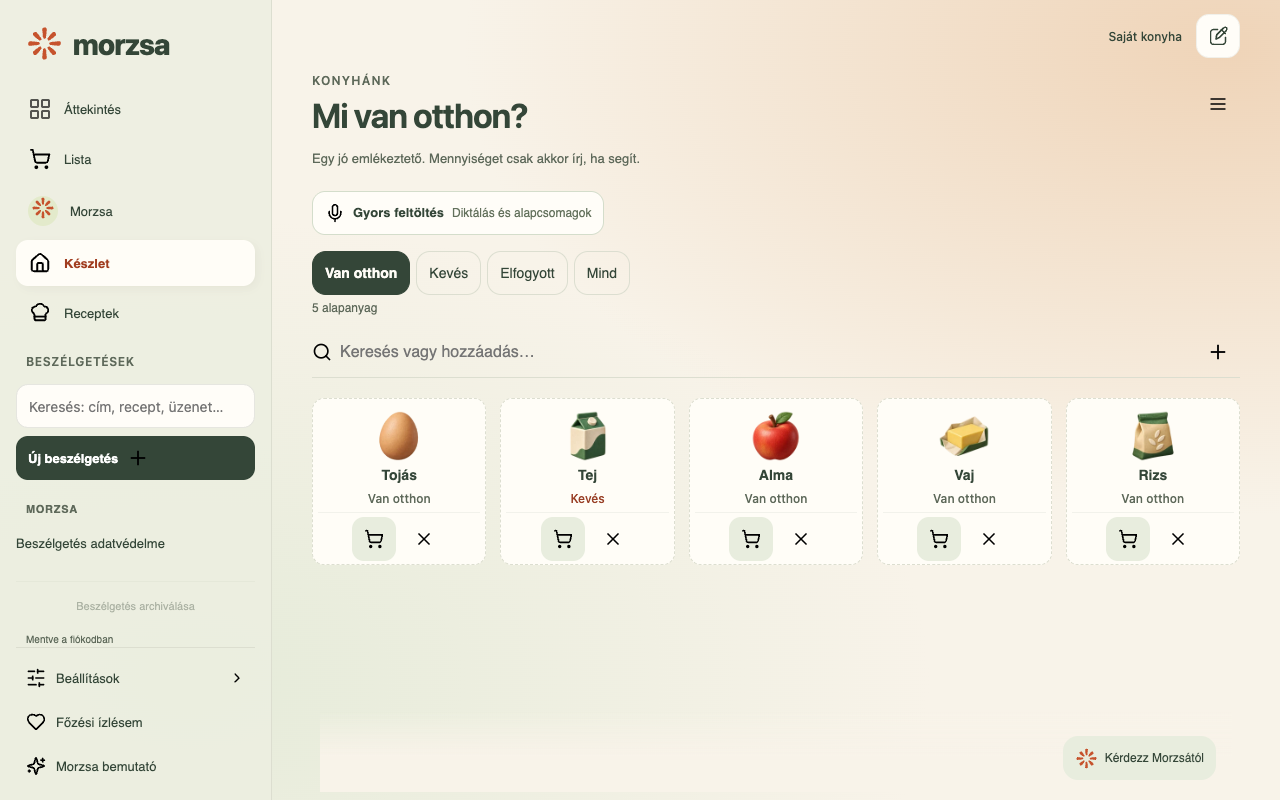 morzsa
Áttekintés
Lista
Morzsa
Készlet
Receptek
BESZÉLGETÉSEK
Keresés: cím, recept, üzenet...
Új beszélgetés
MORZSA
Beszélgetés adatvédelme
Beszélgetés archiválása
Mentve a fiókodban
Beállítások
Főzési ízlésem
Morzsa bemutató
Saját konyha
KONYHÁNK
Mi van otthon?
Egy jó emlékeztető. Mennyiséget csak akkor írj, ha segít.
Gyors feltöltés Diktálás és alapcsomagok
Van otthon Kevés Elfogyott Mind
5 alapanyag
Keresés vagy hozzáadás...
Tojás
Van otthon
Tej
Kevés
Alma
Van otthon
Vaj
Van otthon
Rizs
Van otthon
Kérdezz Morzsától